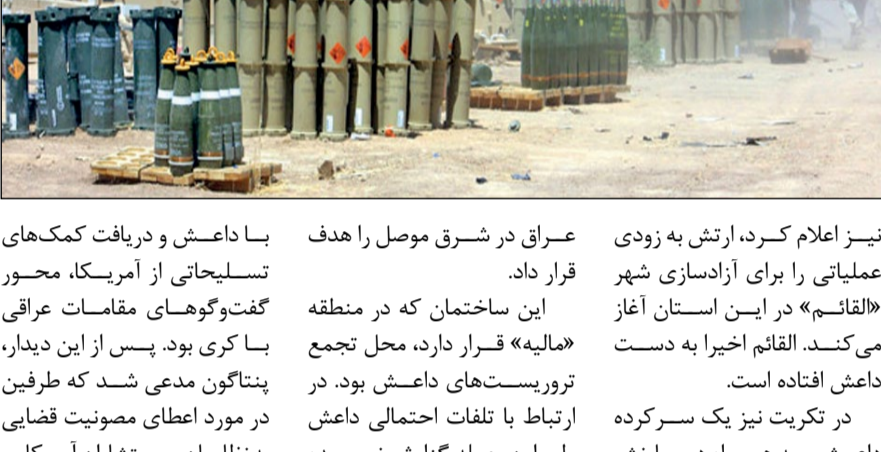 نیز اعلام کرد، ارتش به زودی
عملیاتی را برای آزادسازی شهر
«القائم» در این استان آغاز
می‌کند. القائم اخیرا به دست
داعش افتاده است.
در تکریت نیز یک سرکرده
عراق در شرق موصل را هدف
قرار داد.
این ساختمان که در منطقه
«مالیه» قرار دارد، محل تجمع
تروریست‌های داعش بود. در
ارتباط با تلفات احتمالی داعش
با داعش و دریافت کمک‌های
تسلیحاتی از آمریکا، محور
گفت‌وگوهای مقامات عراقی
با کری بود. پس از این دیدار،
پنتاگون مدعی شد که طرفین
در مورد اعطای مصونیت قضایی